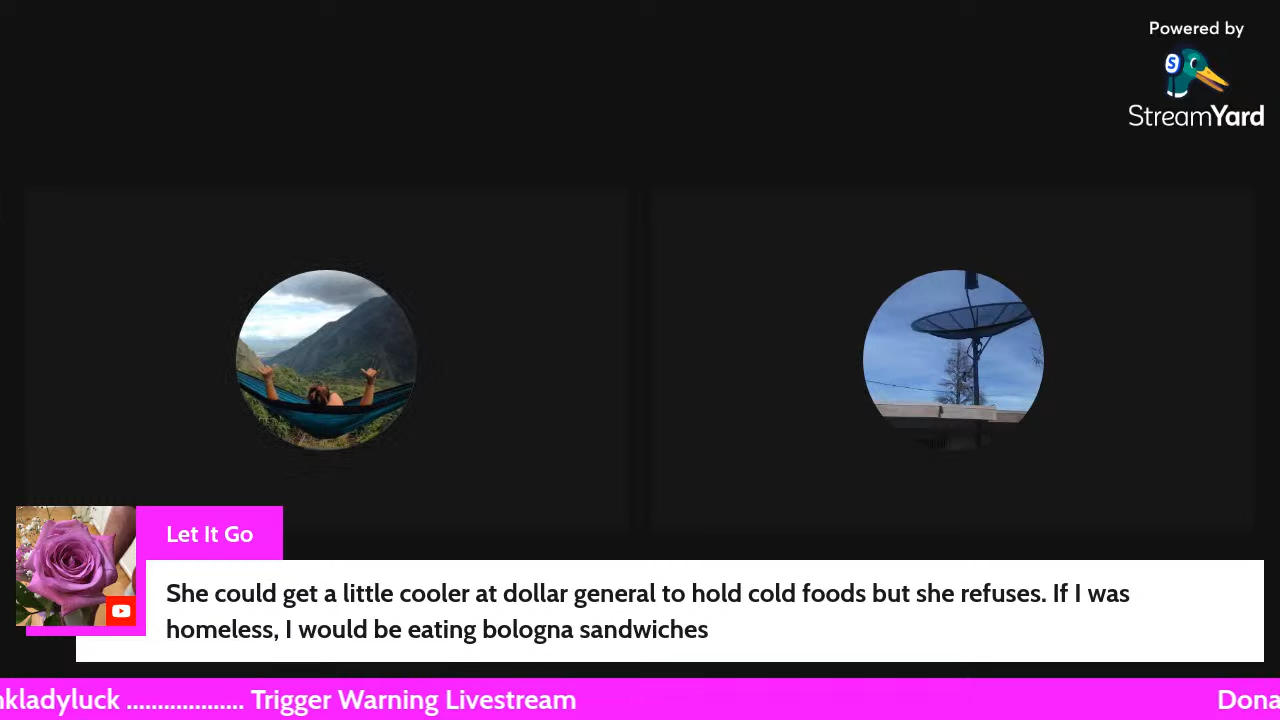 Powered by
S
StreamYard
Let It Go
She could get a little cooler at dollar general to hold cold foods but she refuses. If I was
homeless, I would be eating bologna sandwiches
nkladyluck ................... Trigger Warning Livestream
Dona